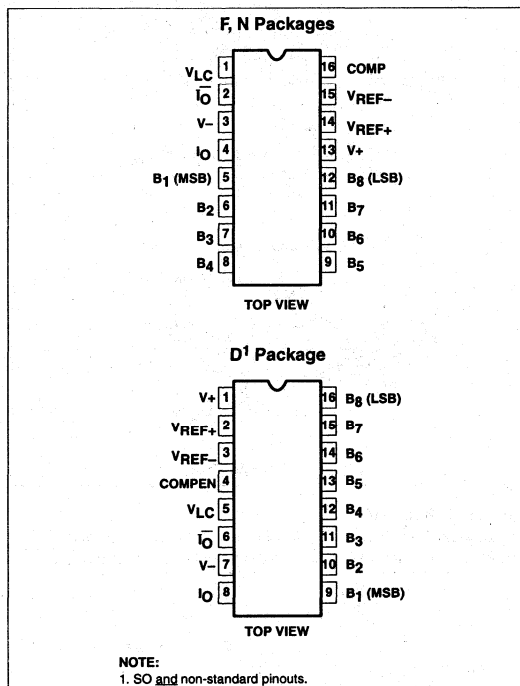 F, N Packages
VLC 1 16 COMP
I̅O̅ 2 15 VREF–
V– 3 14 VREF+
IO 4 13 V+
B1 (MSB) 5 12 B8 (LSB)
B2 6 11 B7
B3 7 10 B6
B4 8 9 B5
TOP VIEW
D1 Package
V+ 1 16 B8 (LSB)
VREF+ 2 15 B7
VREF– 3 14 B6
COMPEN 4 13 B5
VLC 5 12 B4
I̅O̅ 6 11 B3
V– 7 10 B2
IO 8 9 B1 (MSB)
TOP VIEW
NOTE:
1. SO and non-standard pinouts.